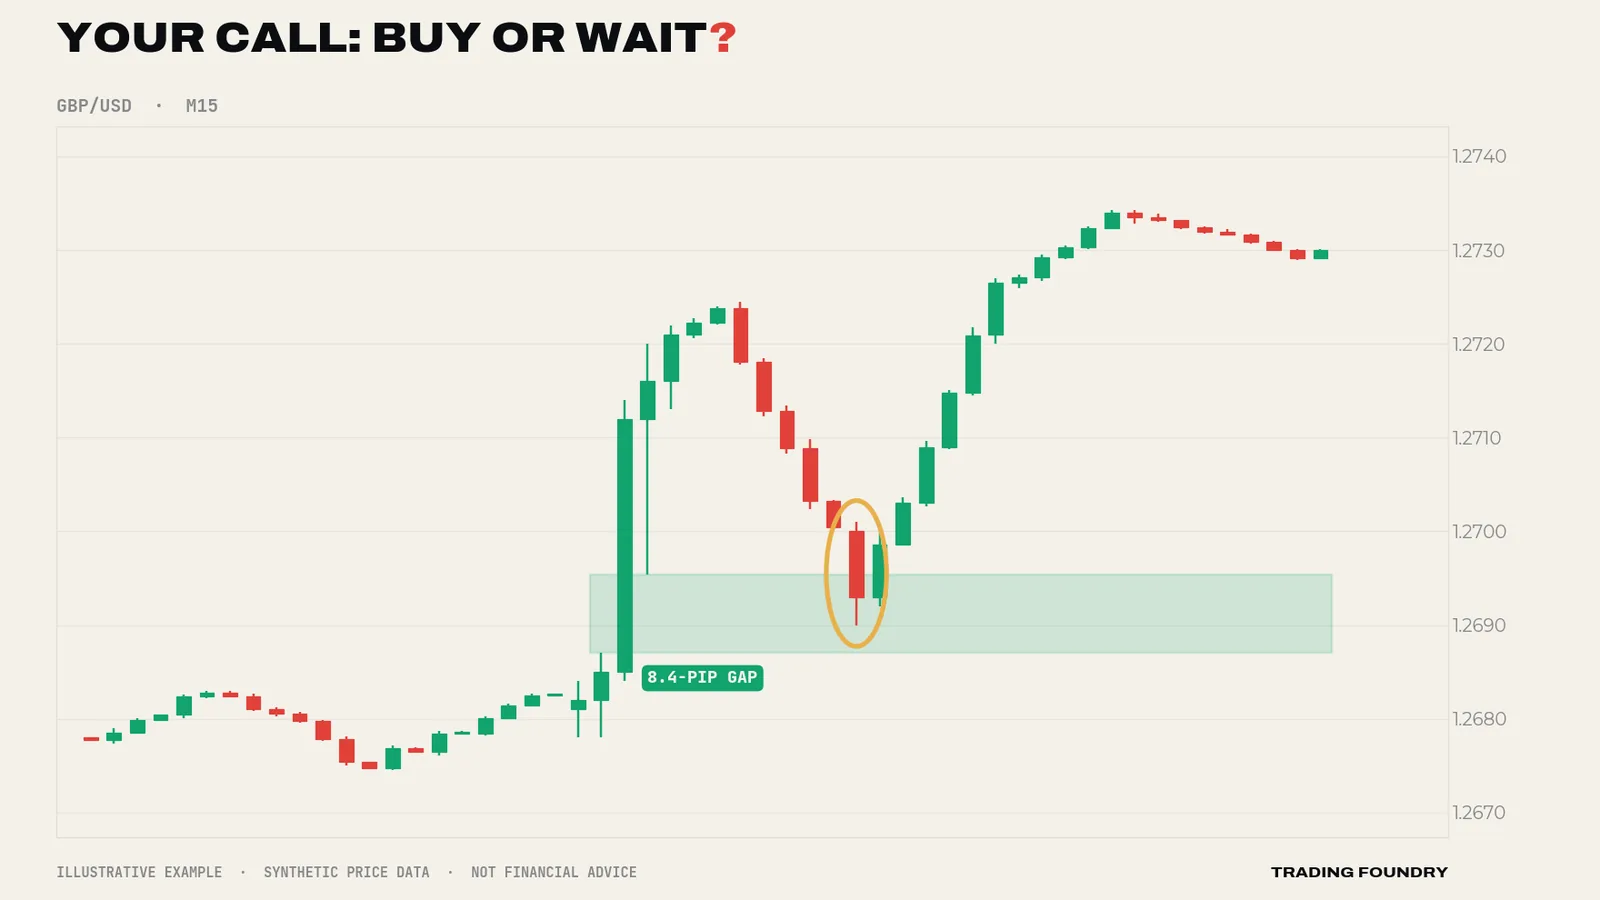 YOUR CALL: BUY OR WAIT?
GBP/USD · M15
1.2740
1.2730
1.2720
1.2710
1.2700
1.2690
8.4-PIP GAP
1.2680
1.2670
ILLUSTRATIVE EXAMPLE · SYNTHETIC PRICE DATA · NOT FINANCIAL ADVICE
TRADING FOUNDRY